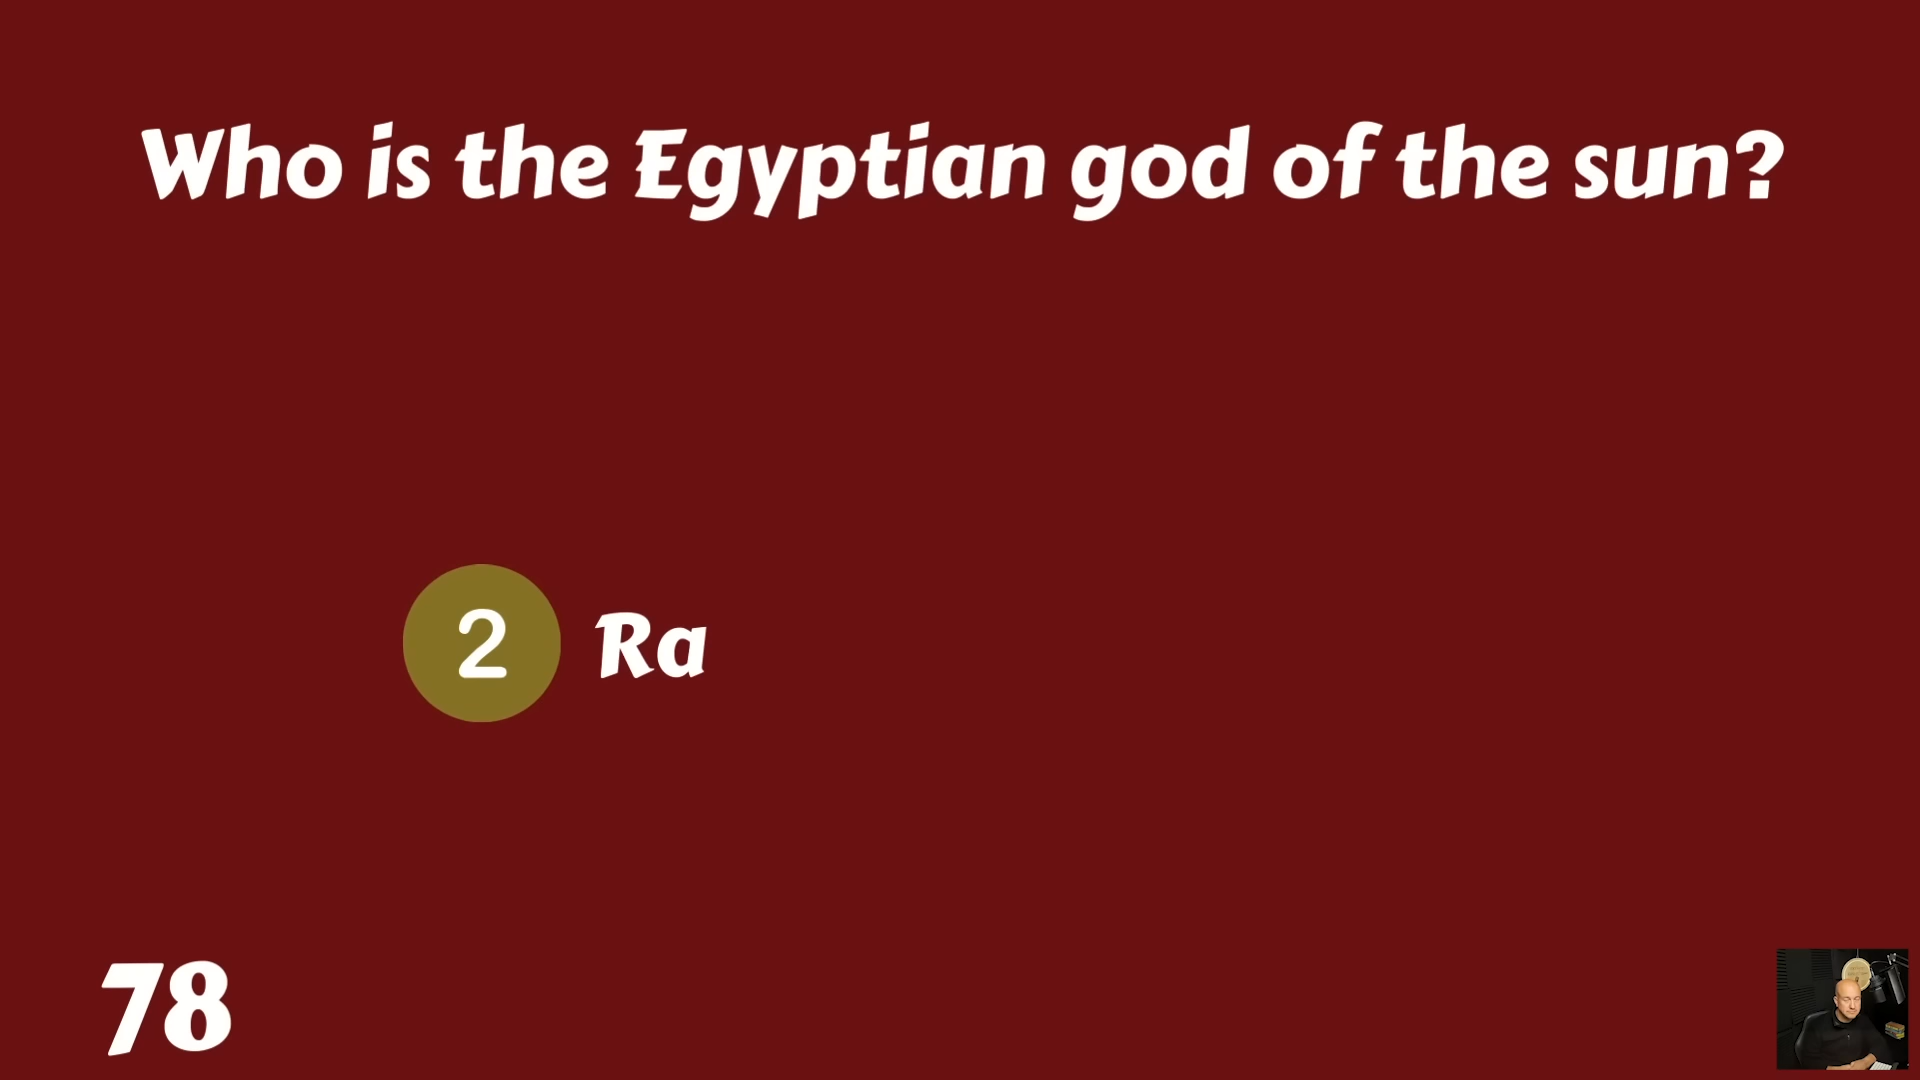 Who is the Egyptian god of the sun?
2 Ra
78